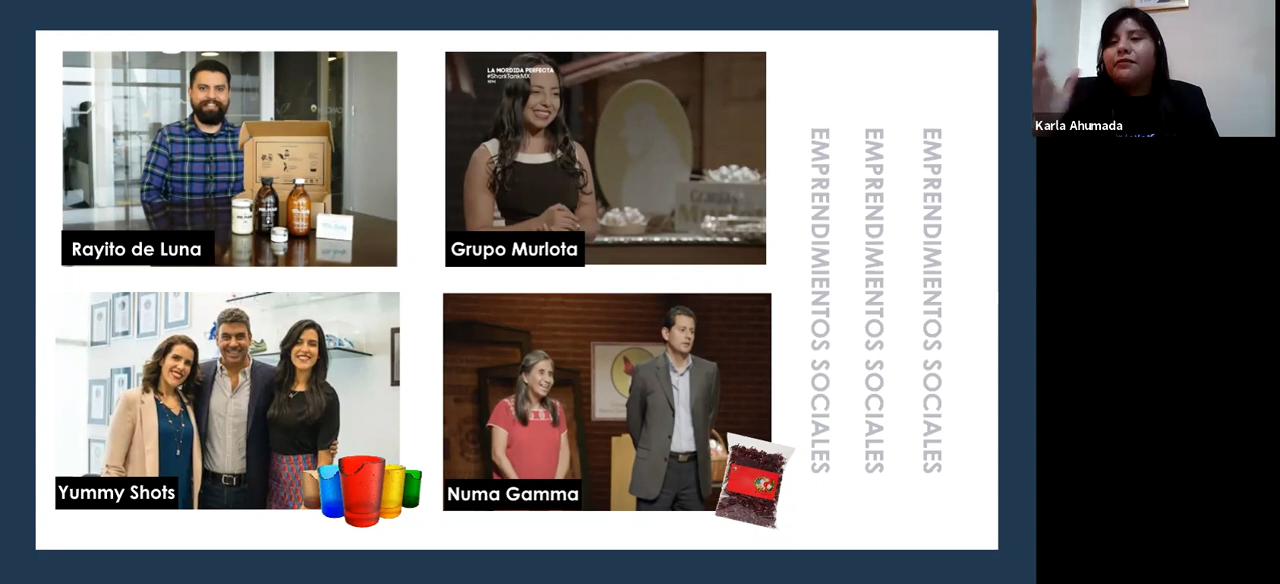 LA MORDIDA PERFECTA
#SharkTankMX
Rayito de Luna
Grupo Murlota
Yummy Shots
Numa Gamma
EMPRENDIMIENTOS SOCIALES
EMPRENDIMIENTOS SOCIALES
EMPRENDIMIENTOS SOCIALES
Karla Ahumada